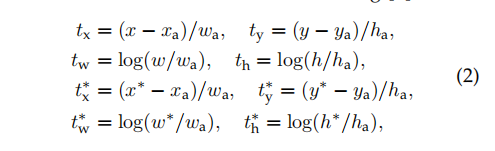 t_x = (x − x_a)/w_a, t_y = (y − y_a)/h_a,
t_w = log(w/w_a), t_h = log(h/h_a),
t*_x = (x* − x_a)/w_a, t*_y = (y* − y_a)/h_a,
t*_w = log(w*/w_a), t*_h = log(h*/h_a),
(2)